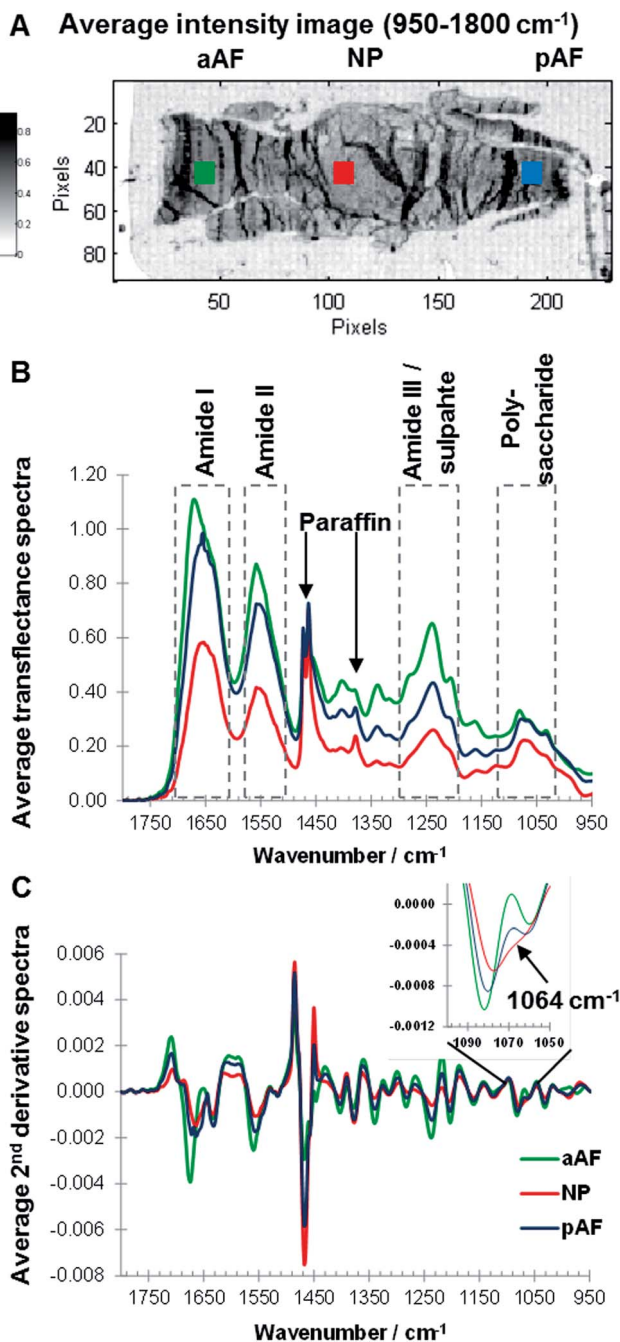 A Average intensity image (950-1800 cm⁻¹)
aAF NP pAF
0.8
0.6
0.4
0.2
0
20
40
60
80
Pixels
50 100 150 200
Pixels
B
Amide I
Amide II
Amide III /
sulpahte
Poly-
saccharide
Paraffin
Average transflectance spectra
1.20
1.00
0.80
0.60
0.40
0.20
0.00
1750 1650 1550 1450 1350 1250 1150 1050 950
Wavenumber / cm⁻¹
C
0.0000
-0.0004
-0.0008
-0.0012
1090 1070 1050
1064 cm⁻¹
Average 2nd derivative spectra
0.006
0.004
0.002
0.000
-0.002
-0.004
-0.006
-0.008
aAF
NP
pAF
1750 1650 1550 1450 1350 1250 1150 1050 950
Wavenumber / cm⁻¹